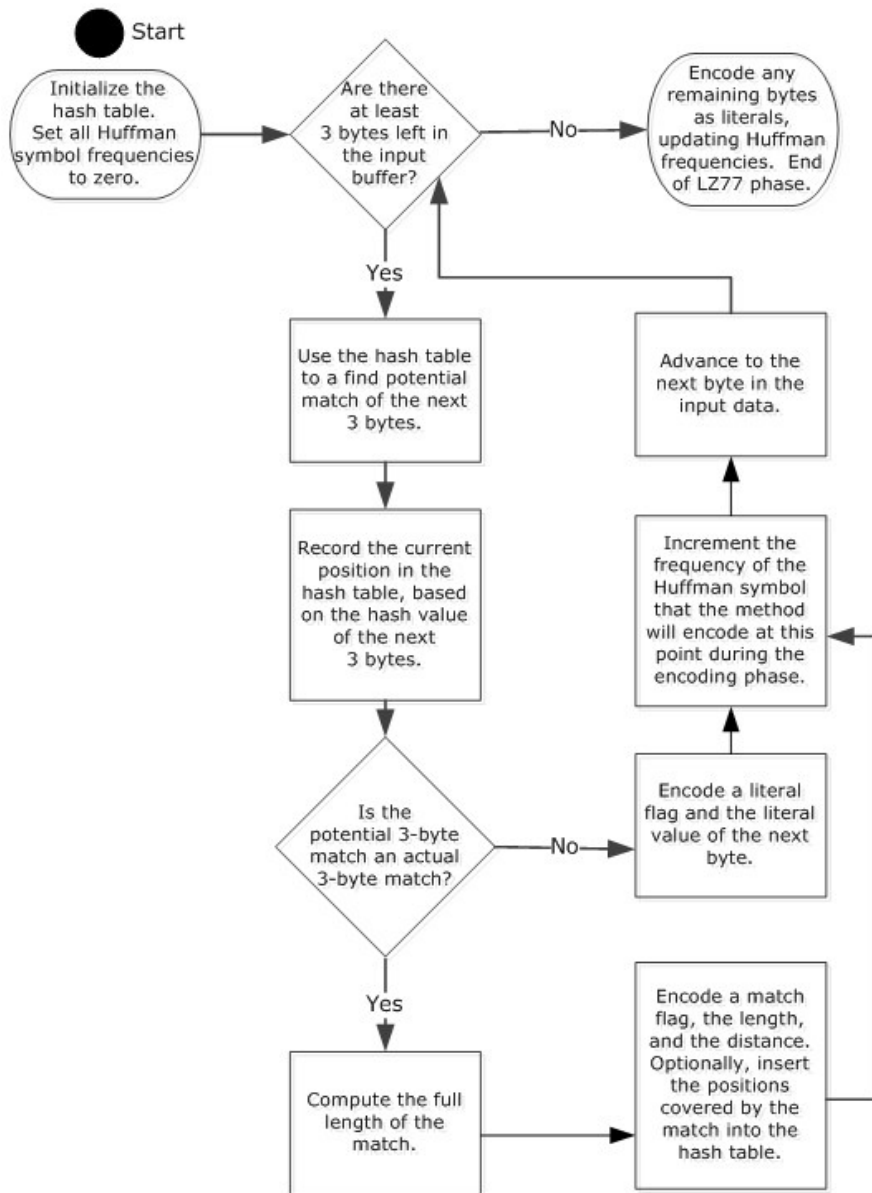 Start
Initialize the
hash table.
Set all Huffman
symbol frequencies
to zero.
Are there
at least
3 bytes left in
the input
buffer?
No
Encode any
remaining bytes
as literals,
updating Huffman
frequencies.  End
of LZ77 phase.
Yes
Use the hash table
to a find potential
match of the next
3 bytes.
Advance to the
next byte in the
input data.
Record the current
position in the
hash table, based
on the hash value
of the next
3 bytes.
Increment the
frequency of the
Huffman symbol
that the method
will encode at this
point during the
encoding phase.
Is the
potential 3-byte
match an actual
3-byte match?
No
Encode a literal
flag and the literal
value of the next
byte.
Yes
Compute the full
length of the
match.
Encode a match
flag, the length,
and the distance.
Optionally, insert
the positions
covered by the
match into the
hash table.